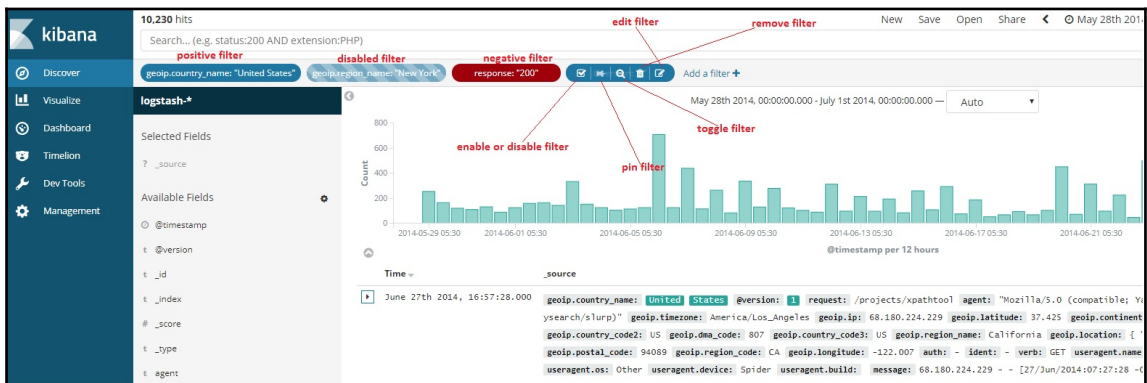 10,230 hits
edit filter
remove filter
New Save Open Share May 28th 201
kibana
Search... (e.g. status:200 AND extension:PHP)
positive filter
disabled filter
negative filter
Discover
geoip.country_name: "United States"
geoip.region_name: "New York"
response: "200"
Add a filter +
Visualize
Dashboard
Timelion
Dev Tools
Management
logstash-*
Selected Fields
? _source
Available Fields
@timestamp
t @version
t _id
t _index
# _score
t _type
t agent
May 28th 2014, 00:00:00.000 - July 1st 2014, 00:00:00.000 — Auto
toggle filter
enable or disable filter
pin filter
Count
800
600
400
200
0
2014-05-29 05:30 2014-06-01 05:30 2014-06-05 05:30 2014-06-09 05:30 2014-06-13 05:30 2014-06-17 05:30 2014-06-21 05:30
@timestamp per 12 hours
Time _source
June 27th 2014, 16:57:28.000
geoip.country_name: United States @version: 1 request: /projects/xpathtool agent: "Mozilla/5.0 (compatible;
ysearch/slurp)" geoip.timezone: America/Los_Angeles geoip.ip: 68.180.224.229 geoip.latitude: 37.425 geoip.continent
geoip.country_code2: US geoip.dma_code: 807 geoip.country_code3: US geoip.region_name: California geoip.location: {
geoip.postal_code: 94089 geoip.region_code: CA geoip.longitude: -122.007 auth: - ident: - verb: GET useragent.name
useragent.os: Other useragent.device: Spider useragent.build: message: 68.180.224.229 - - [27/Jun/2014:07:27:28